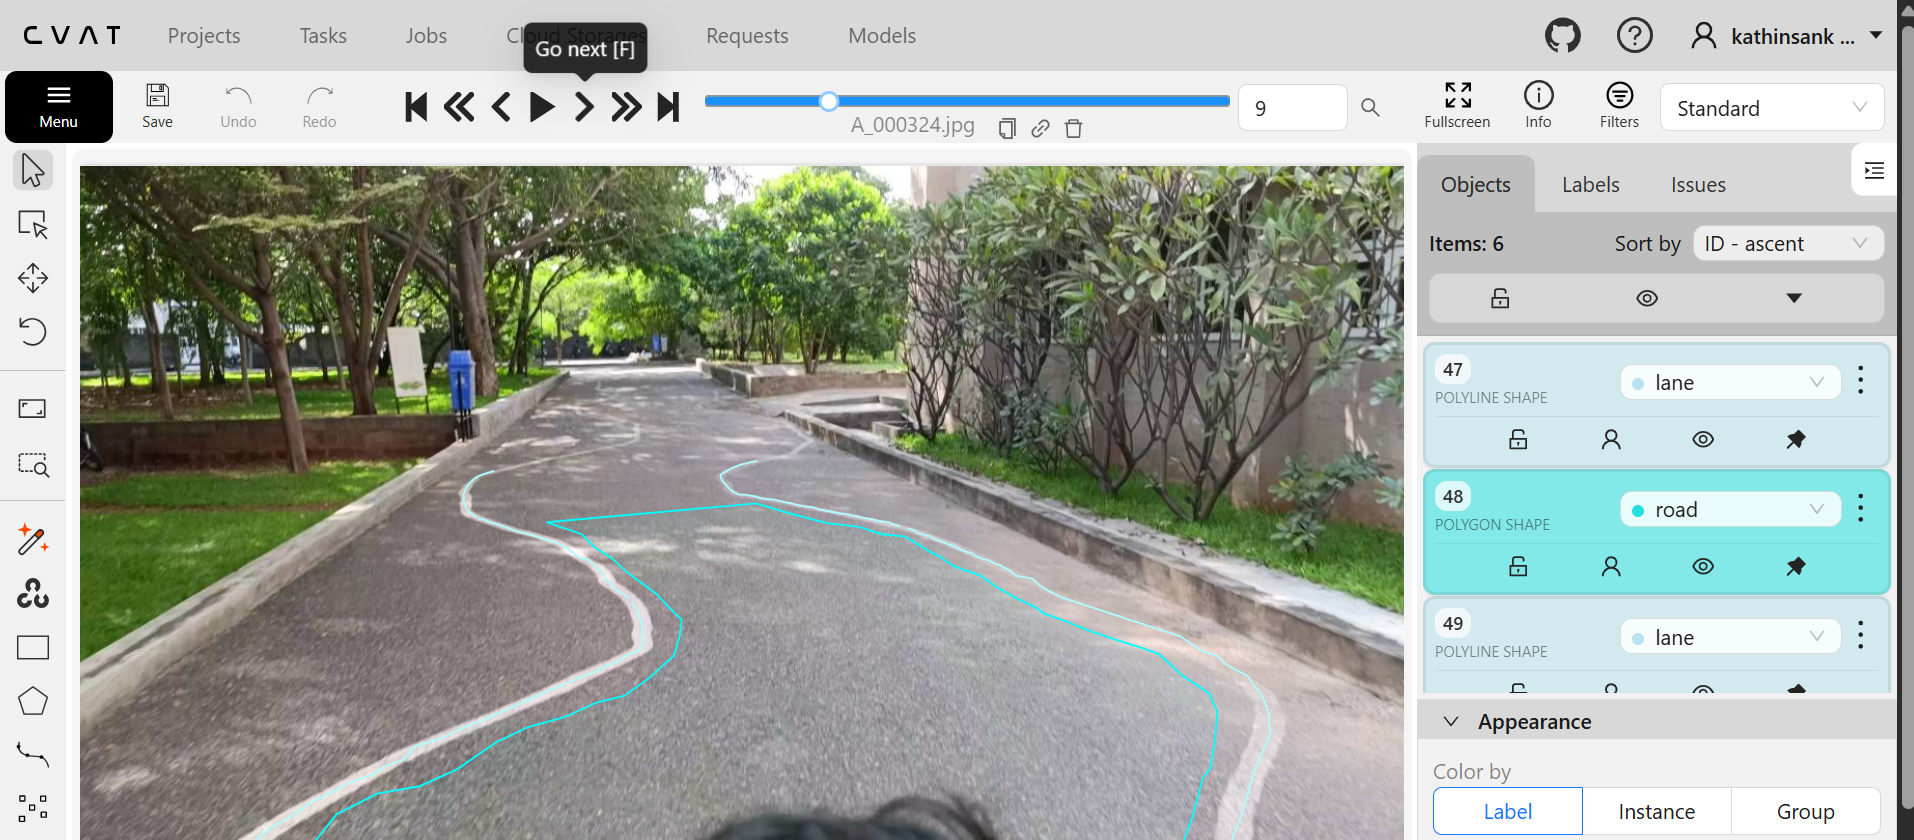 CVAT
Projects
Tasks
Jobs
Cloud Storages
Requests
Models
kathinsank ...
Go next [F]
Menu
Save
Undo
Redo
A_000324.jpg
9
Fullscreen
Info
Filters
Standard
Objects
Labels
Issues
Items: 6
Sort by
ID - ascent
47
lane
POLYLINE SHAPE
48
road
POLYGON SHAPE
49
lane
POLYLINE SHAPE
Appearance
Color by
Label
Instance
Group